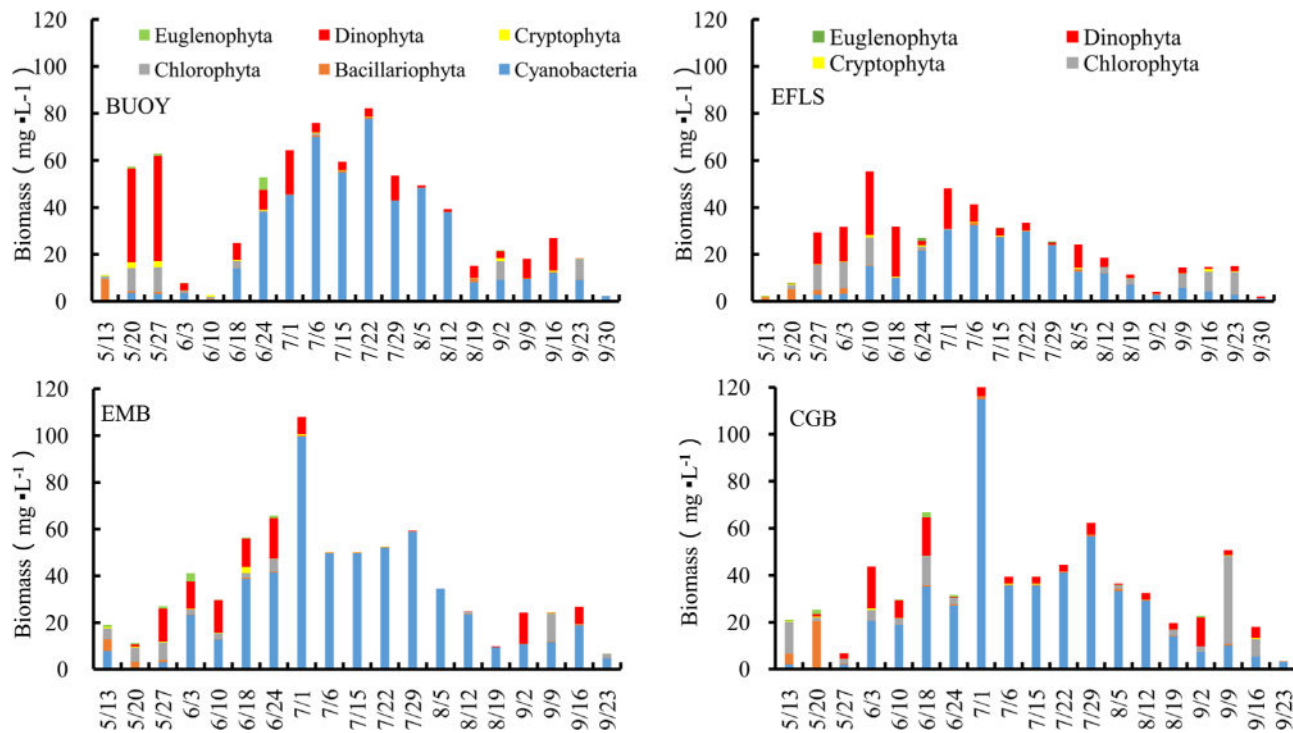 120
100
80
60
40
20
0
Biomass ( mg •L-1 )
Euglenophyta Dinophyta Cryptophyta
Chlorophyta Bacillariophyta Cyanobacteria
BUOY
5/13 5/20 5/27 6/3 6/10 6/18 6/24 7/1 7/6 7/15 7/22 7/29 8/5 8/12 8/19 9/2 9/9 9/16 9/23 9/30
120
100
80
60
40
20
0
Biomass ( mg •L-1 )
Euglenophyta Dinophyta
Cryptophyta Chlorophyta
EFLS
5/13 5/20 5/27 6/3 6/10 6/18 6/24 7/1 7/6 7/15 7/22 7/29 8/5 8/12 8/19 9/2 9/9 9/16 9/23 9/30
120
100
80
60
40
20
0
Biomass ( mg •L⁻¹ )
EMB
5/13 5/20 5/27 6/3 6/10 6/18 6/24 7/1 7/6 7/15 7/22 7/29 8/5 8/12 8/19 9/2 9/9 9/16 9/23
120
100
80
60
40
20
0
Biomass ( mg •L⁻¹ )
CGB
5/13 5/20 5/27 6/3 6/10 6/18 6/24 7/1 7/6 7/15 7/22 7/29 8/5 8/12 8/19 9/2 9/9 9/16 9/23